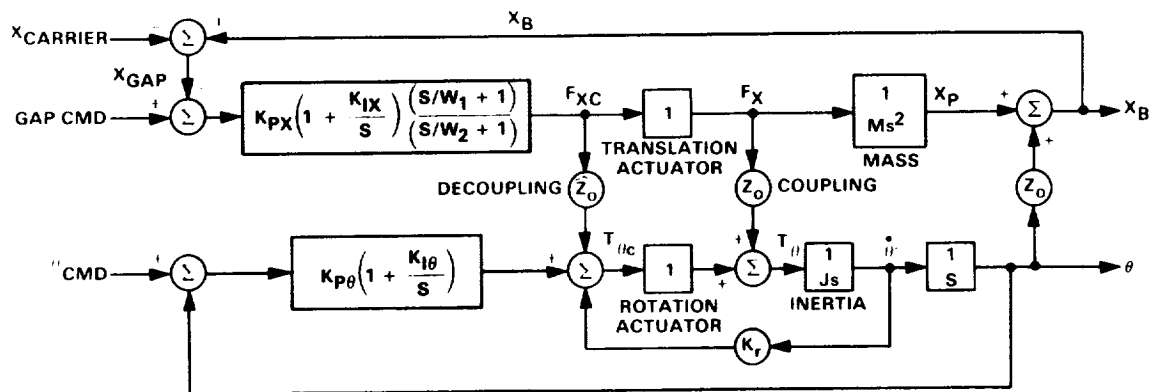 X_B
X_CARRIER
Σ
X_GAP
GAP CMD
Σ
K_PX(1 + K_IX/S) (S/W_1 + 1)/(S/W_2 + 1)
F_XC
1
TRANSLATION
ACTUATOR
F_X
1/Ms²
MASS
X_P
Σ
X_B
DECOUPLING
Ẑ_o
Z_o
COUPLING
Z_o
CMD
Σ
K_Pθ(1 + K_Iθ/S)
Σ
T_θc
1
ROTATION
ACTUATOR
Σ
T_θ
1/Js
INERTIA
θ̇
1/S
θ
K_r